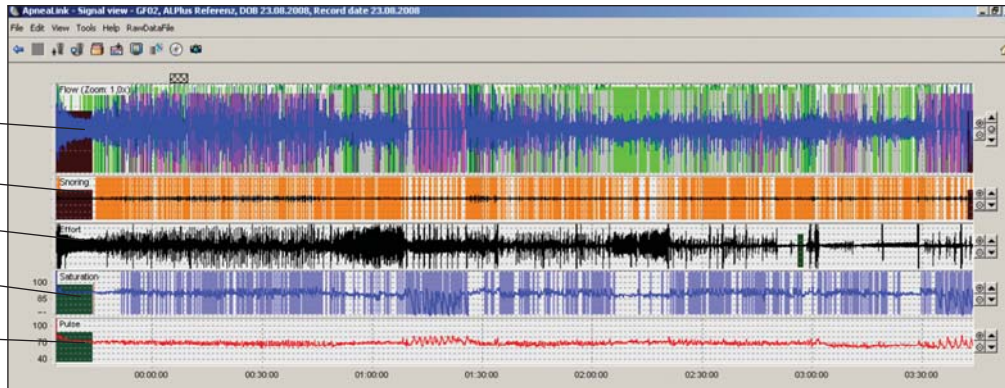 ApneaLink - Signal view - GF02, ALPlus Referenz, DOB 23.08.2008, Record date 23.08.2008
File Edit View Tools Help RawDataFile
Flow (Zoom: 1,0x)
Snoring
Effort
Saturation
100
85
Pulse
100
70
40
00:00:00 00:30:00 01:00:00 01:30:00 02:00:00 02:30:00 03:00:00 03:30:00